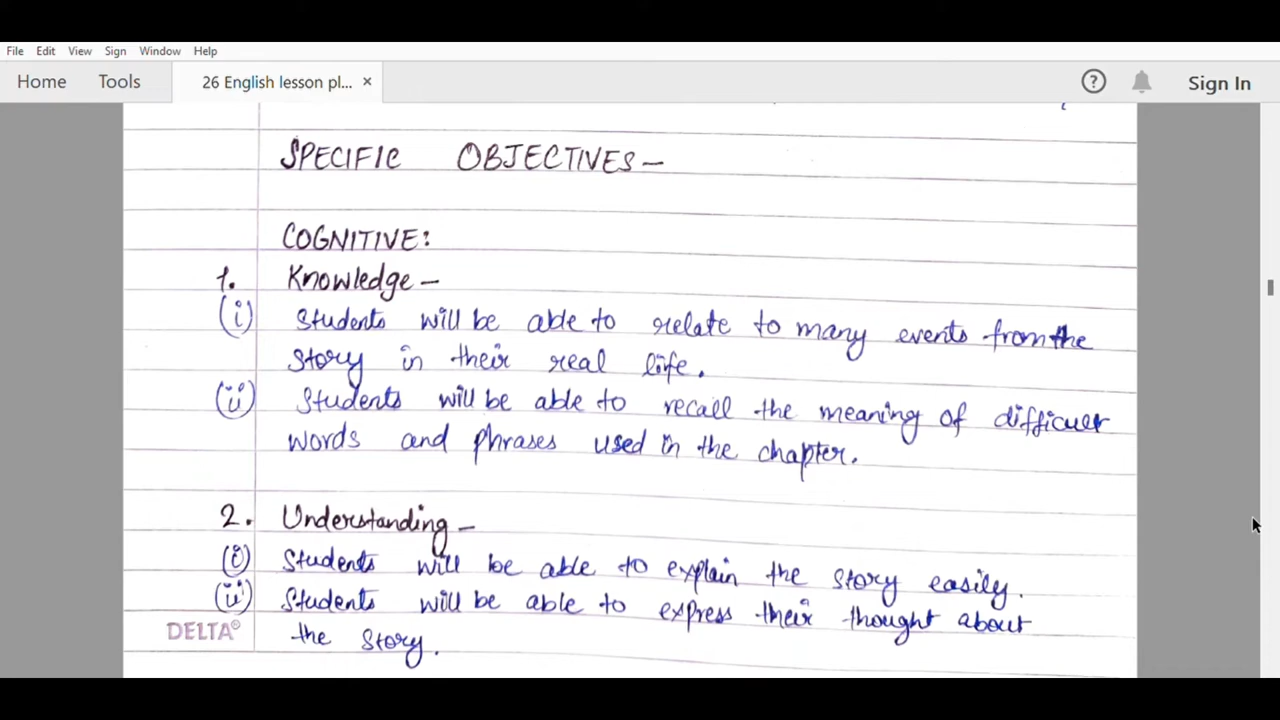 File Edit View Sign Window Help
Home Tools 26 English lesson pl... × ? Sign In
SPECIFIC OBJECTIVES-
COGNITIVE:
1. Knowledge-
(i) Students will be able to relate to many events from the
story in their real life.
(ii) Students will be able to recall the meaning of difficult
words and phrases used in the chapter.
2. Understanding-
(i) Students will be able to explain the story easily.
(ii) Students will be able to express their thought about
DELTA®
the story.